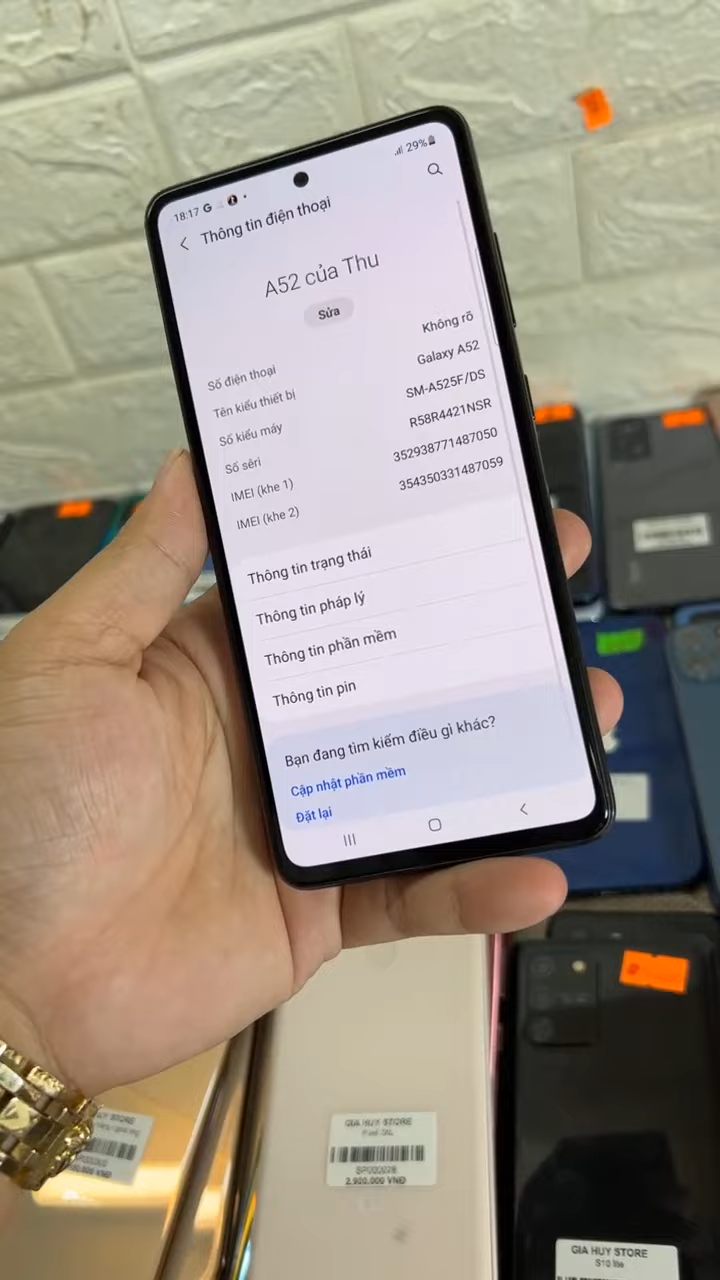 18:17 G
29%
Thông tin điện thoại
A52 của Thu
Sửa
Số điện thoại Không rõ
Tên kiểu thiết bị Galaxy A52
Số kiểu máy SM-A525F/DS
Số sêri R58R4421NSR
IMEI (khe 1) 352938771487050
IMEI (khe 2) 354350331487059
Thông tin trạng thái
Thông tin pháp lý
Thông tin phần mềm
Thông tin pin
Bạn đang tìm kiếm điều gì khác?
Cập nhật phần mềm
Đặt lại
STORE
GIA HUY STORE
SP000028
2.900.000 VNĐ
GIA HUY STORE
S10 lite